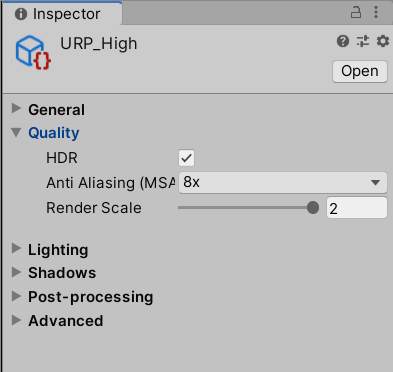 Inspector
URP_High
Open
General
Quality
HDR
Anti Aliasing (MSA 8x
Render Scale 2
Lighting
Shadows
Post-processing
Advanced